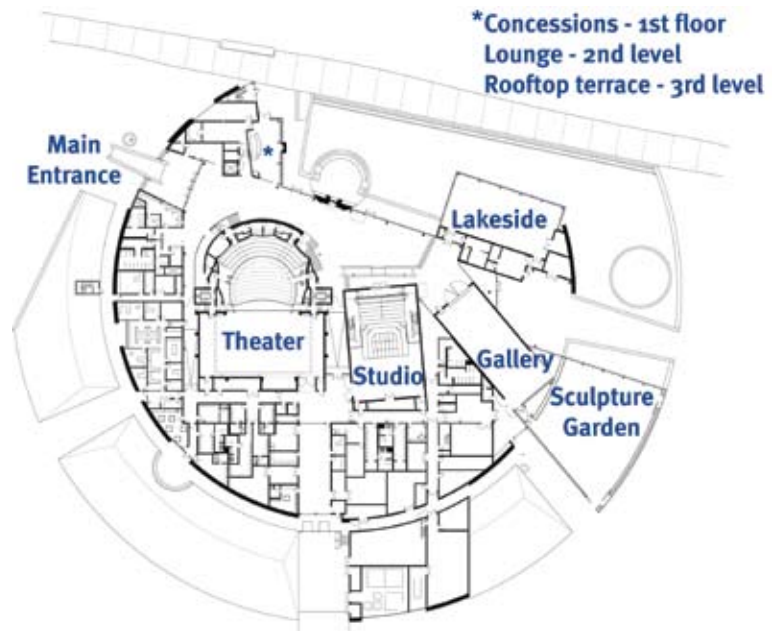 *Concessions - 1st floor
Lounge - 2nd level
Rooftop terrace - 3rd level
Main
Entrance
*
Lakeside
Theater
Studio
Gallery
Sculpture
Garden